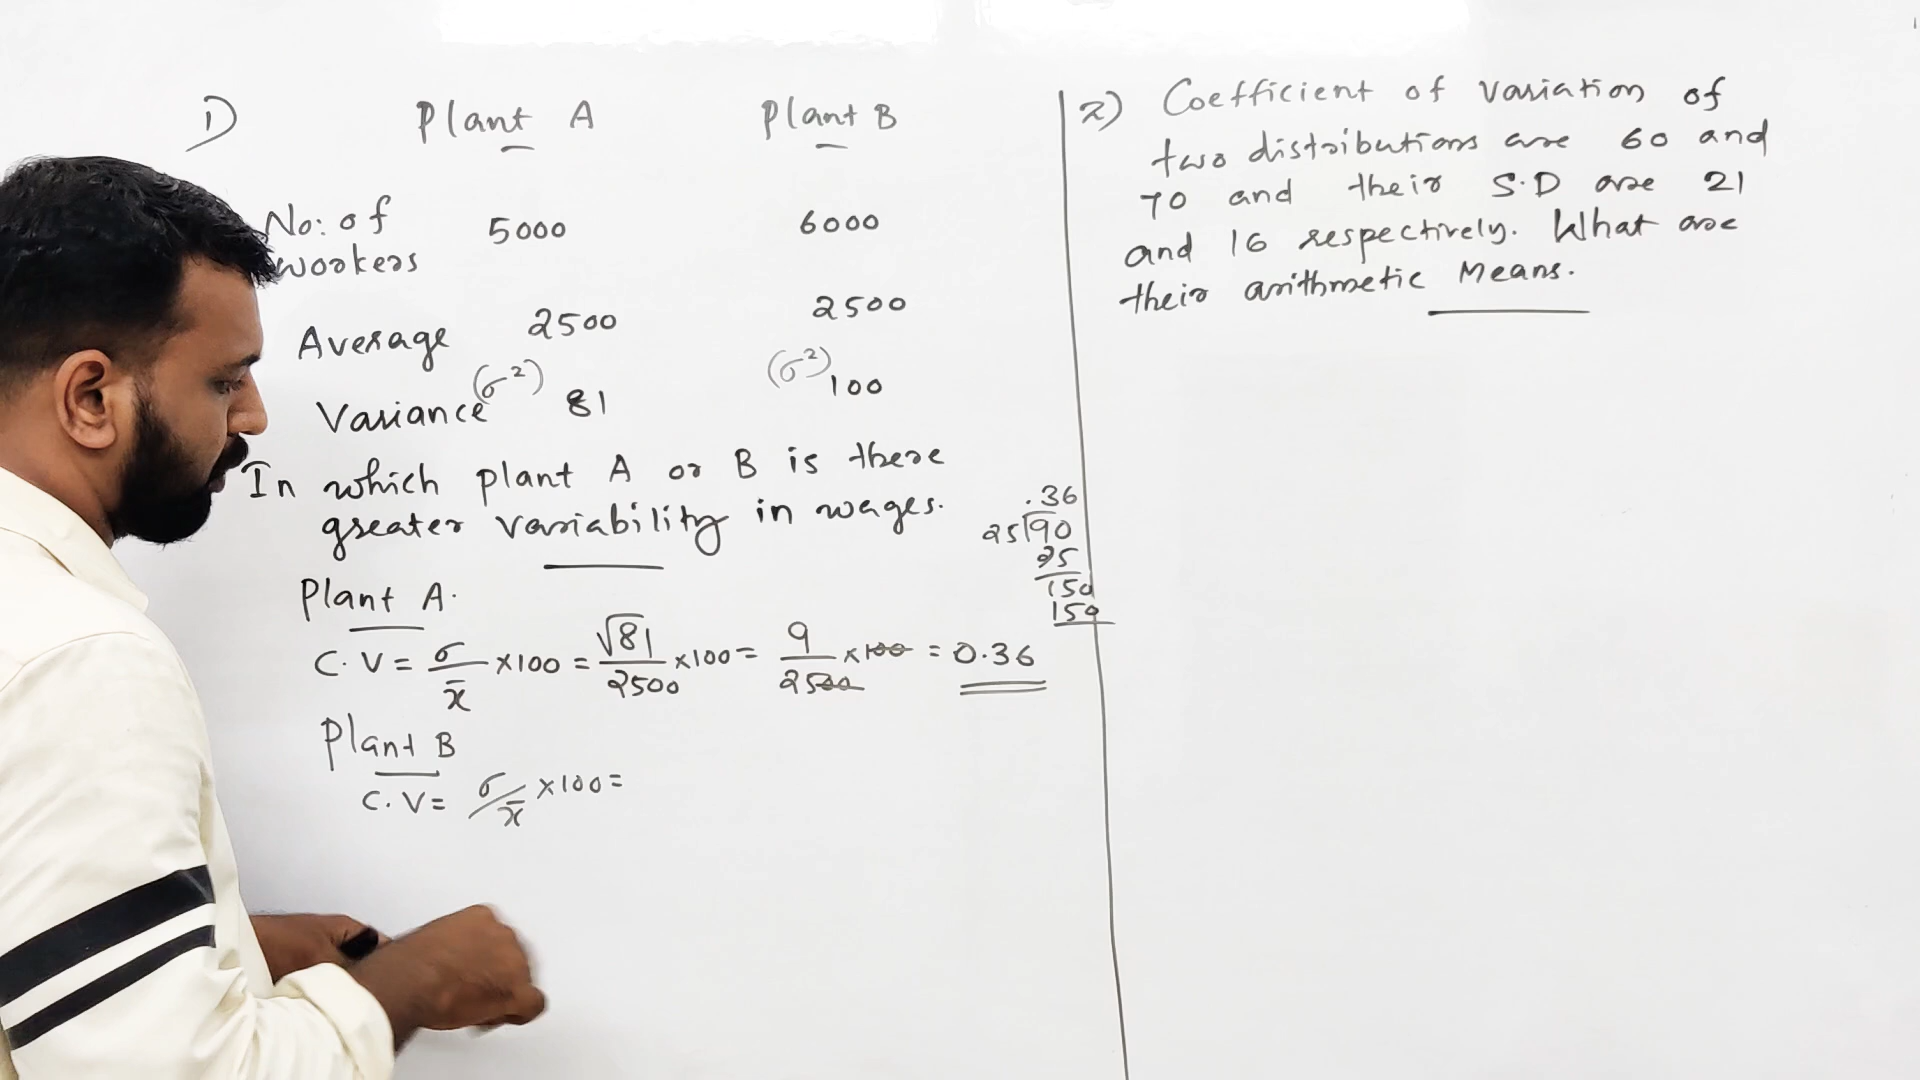 1) Plant A Plant B
No: of workers 5000 6000
Average 2500 2500
Variance (σ²) 81 (σ²) 100
In which plant A or B is there
greater variability in wages.
Plant A.
C.V = σ/x̄ ×100 = √81/2500 ×100 = 9/2500 ×100 = 0.36
Plant B
C.V = σ/x̄ ×100 =
.36
25)90
75
150
150
2) Coefficient of variation of
two distributions are 60 and
70 and their S.D are 21
and 16 respectively. What are
their arithmetic Means.